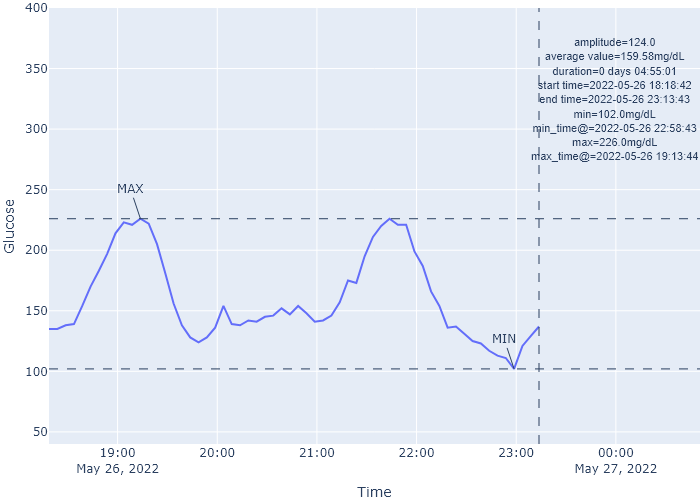 400
350
300
250
200
150
100
50
Glucose
amplitude=124.0
average value=159.58mg/dL
duration=0 days 04:55:01
start time=2022-05-26 18:18:42
end time=2022-05-26 23:13:43
min=102.0mg/dL
min_time@=2022-05-26 22:58:43
max=226.0mg/dL
max_time@=2022-05-26 19:13:44
MAX
MIN
19:00
20:00
21:00
22:00
23:00
00:00
May 26, 2022
May 27, 2022
Time